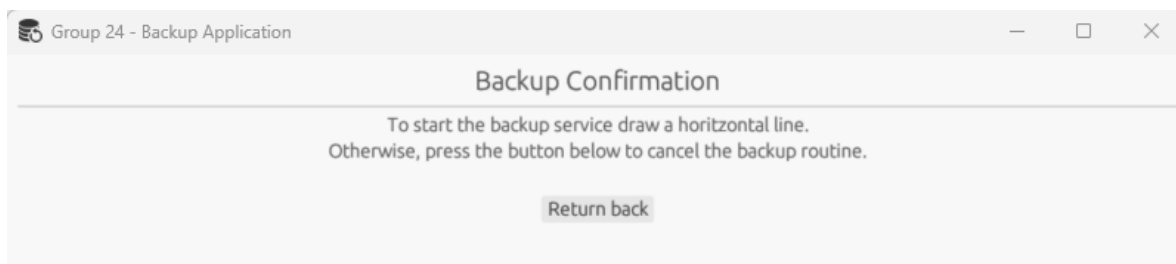 Group 24 - Backup Application
Backup Confirmation
To start the backup service draw a horitzontal line.
Otherwise, press the button below to cancel the backup routine.
Return back